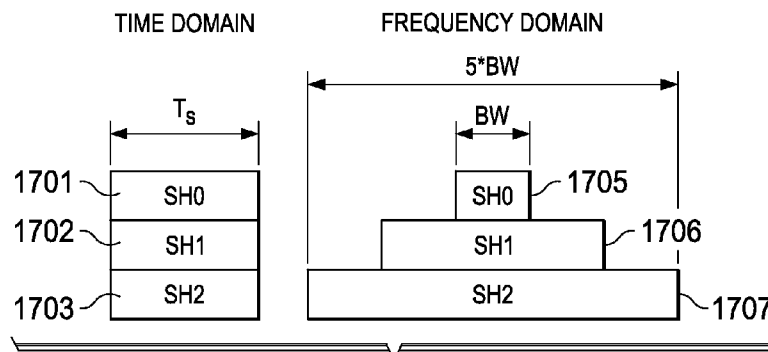 TIME DOMAIN
FREQUENCY DOMAIN
5*BW
Ts
BW
1701
SH0
SH0
1705
1702
SH1
SH1
1706
1703
SH2
SH2
1707